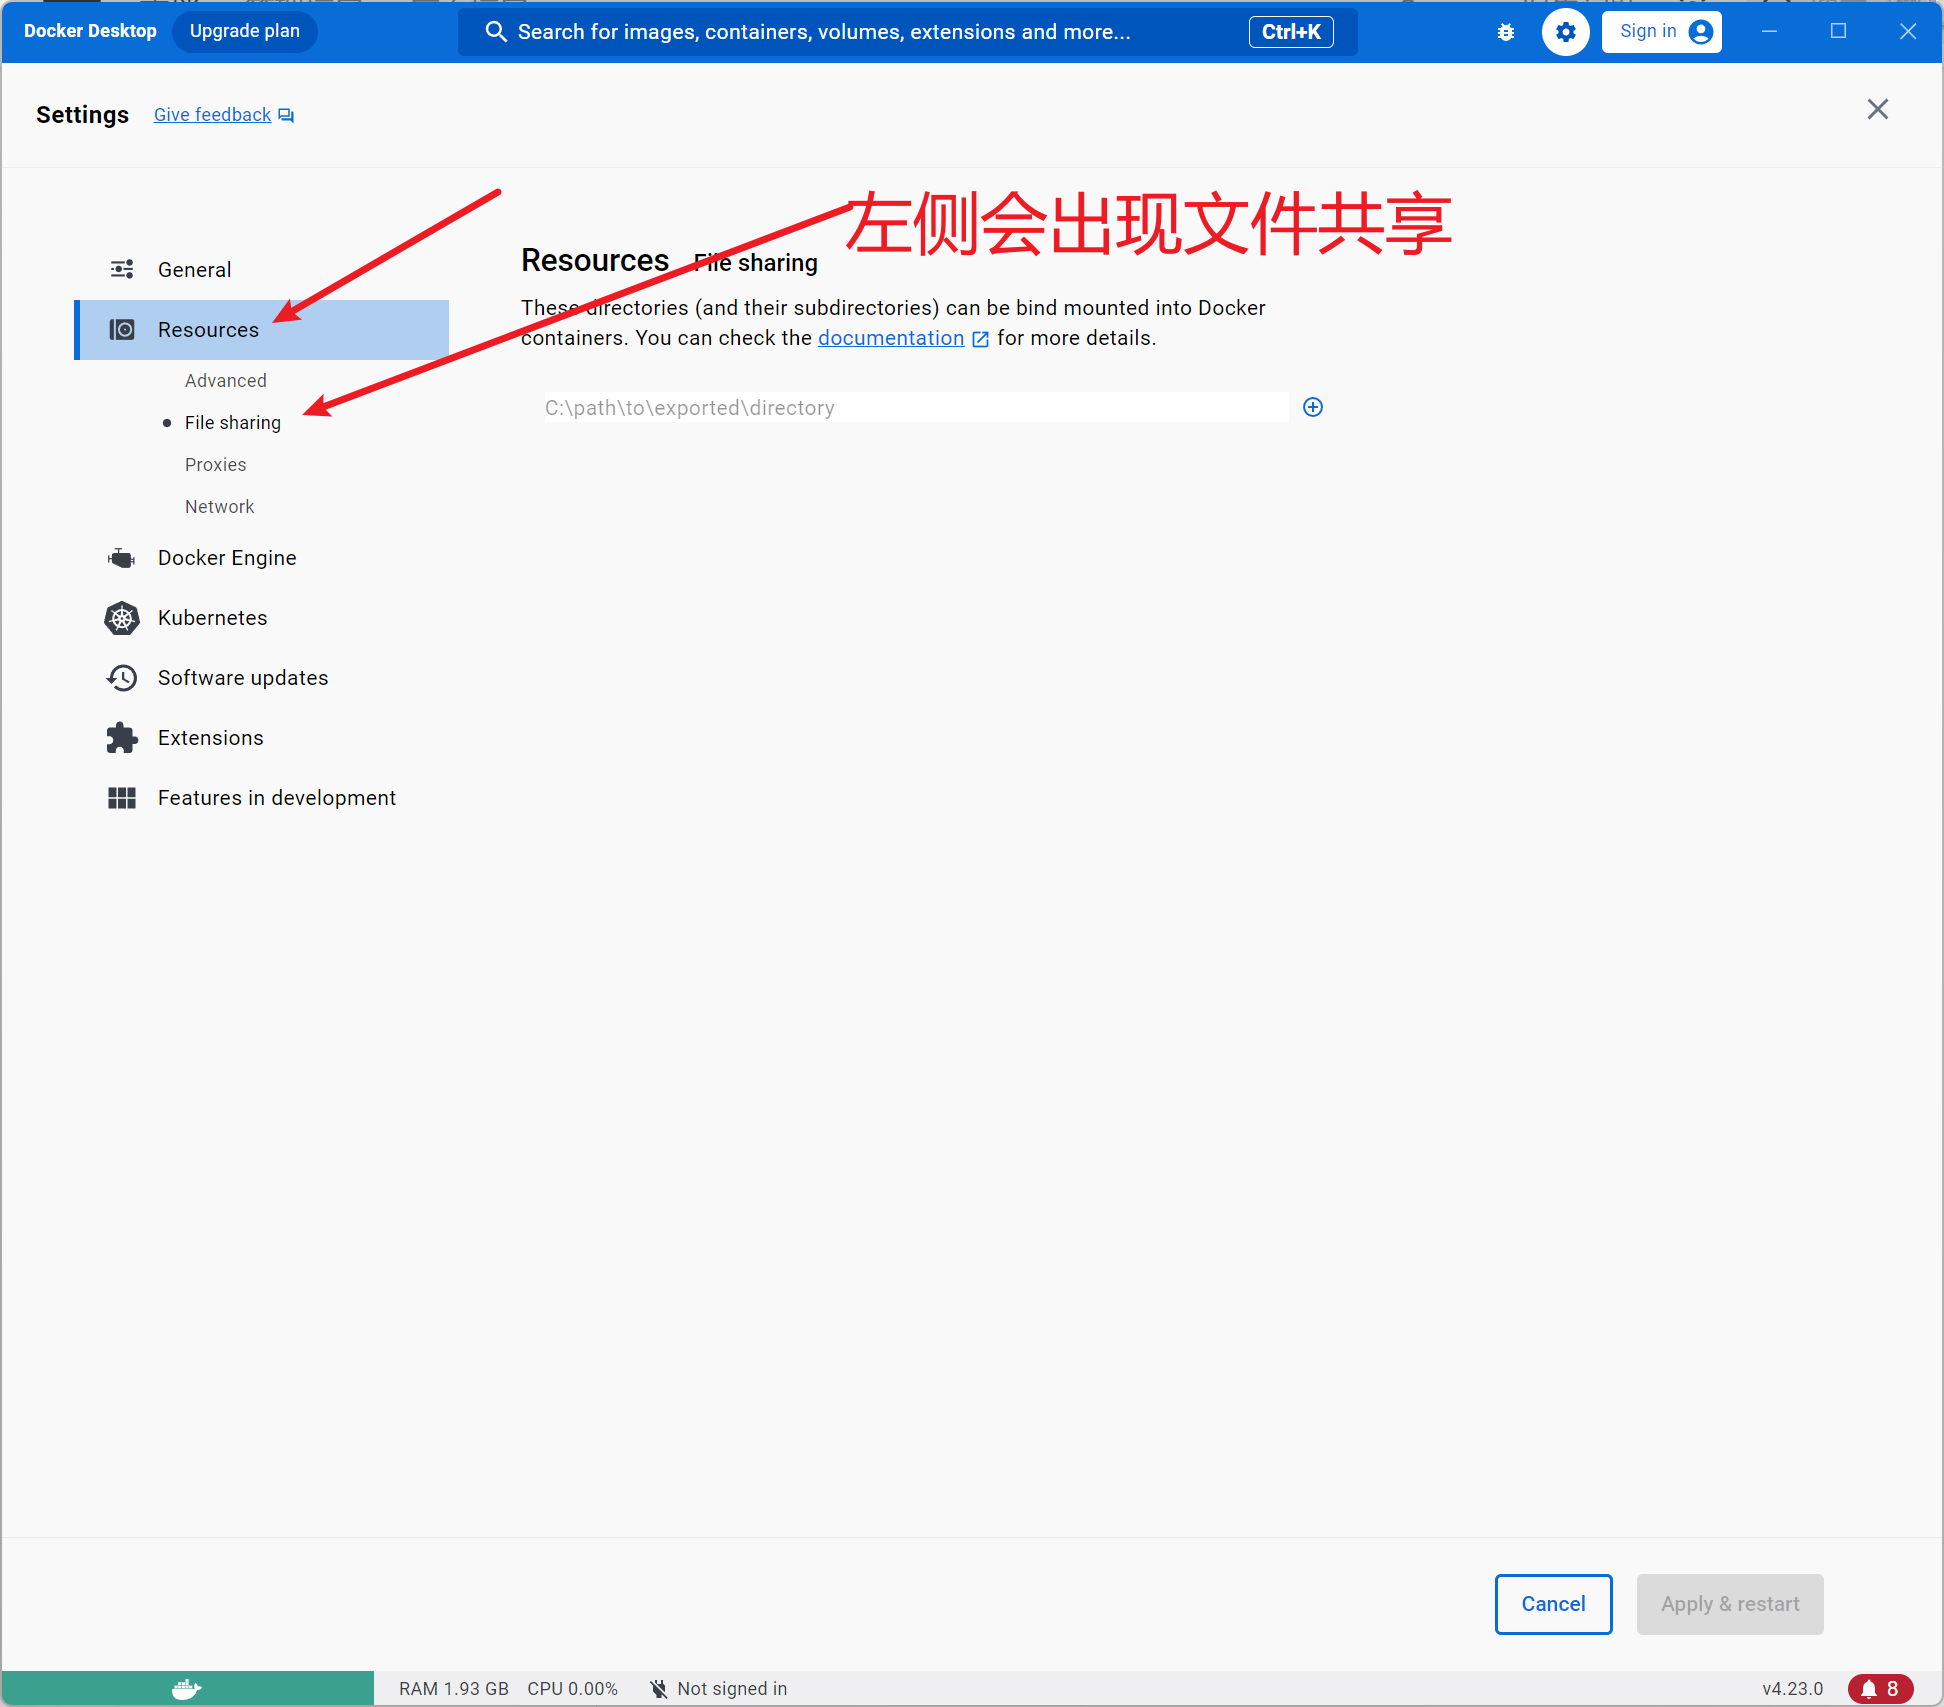 Docker Desktop
Upgrade plan
Search for images, containers, volumes, extensions and more...
Ctrl+K
Sign in
Settings
Give feedback
左侧会出现文件共享
General
Resources
Advanced
File sharing
Proxies
Network
Docker Engine
Kubernetes
Software updates
Extensions
Features in development
Resources
File sharing
These directories (and their subdirectories) can be bind mounted into Docker
containers. You can check the documentation for more details.
C:\path\to\exported\directory
Cancel
Apply & restart
RAM 1.93 GB
CPU 0.00%
Not signed in
v4.23.0
8